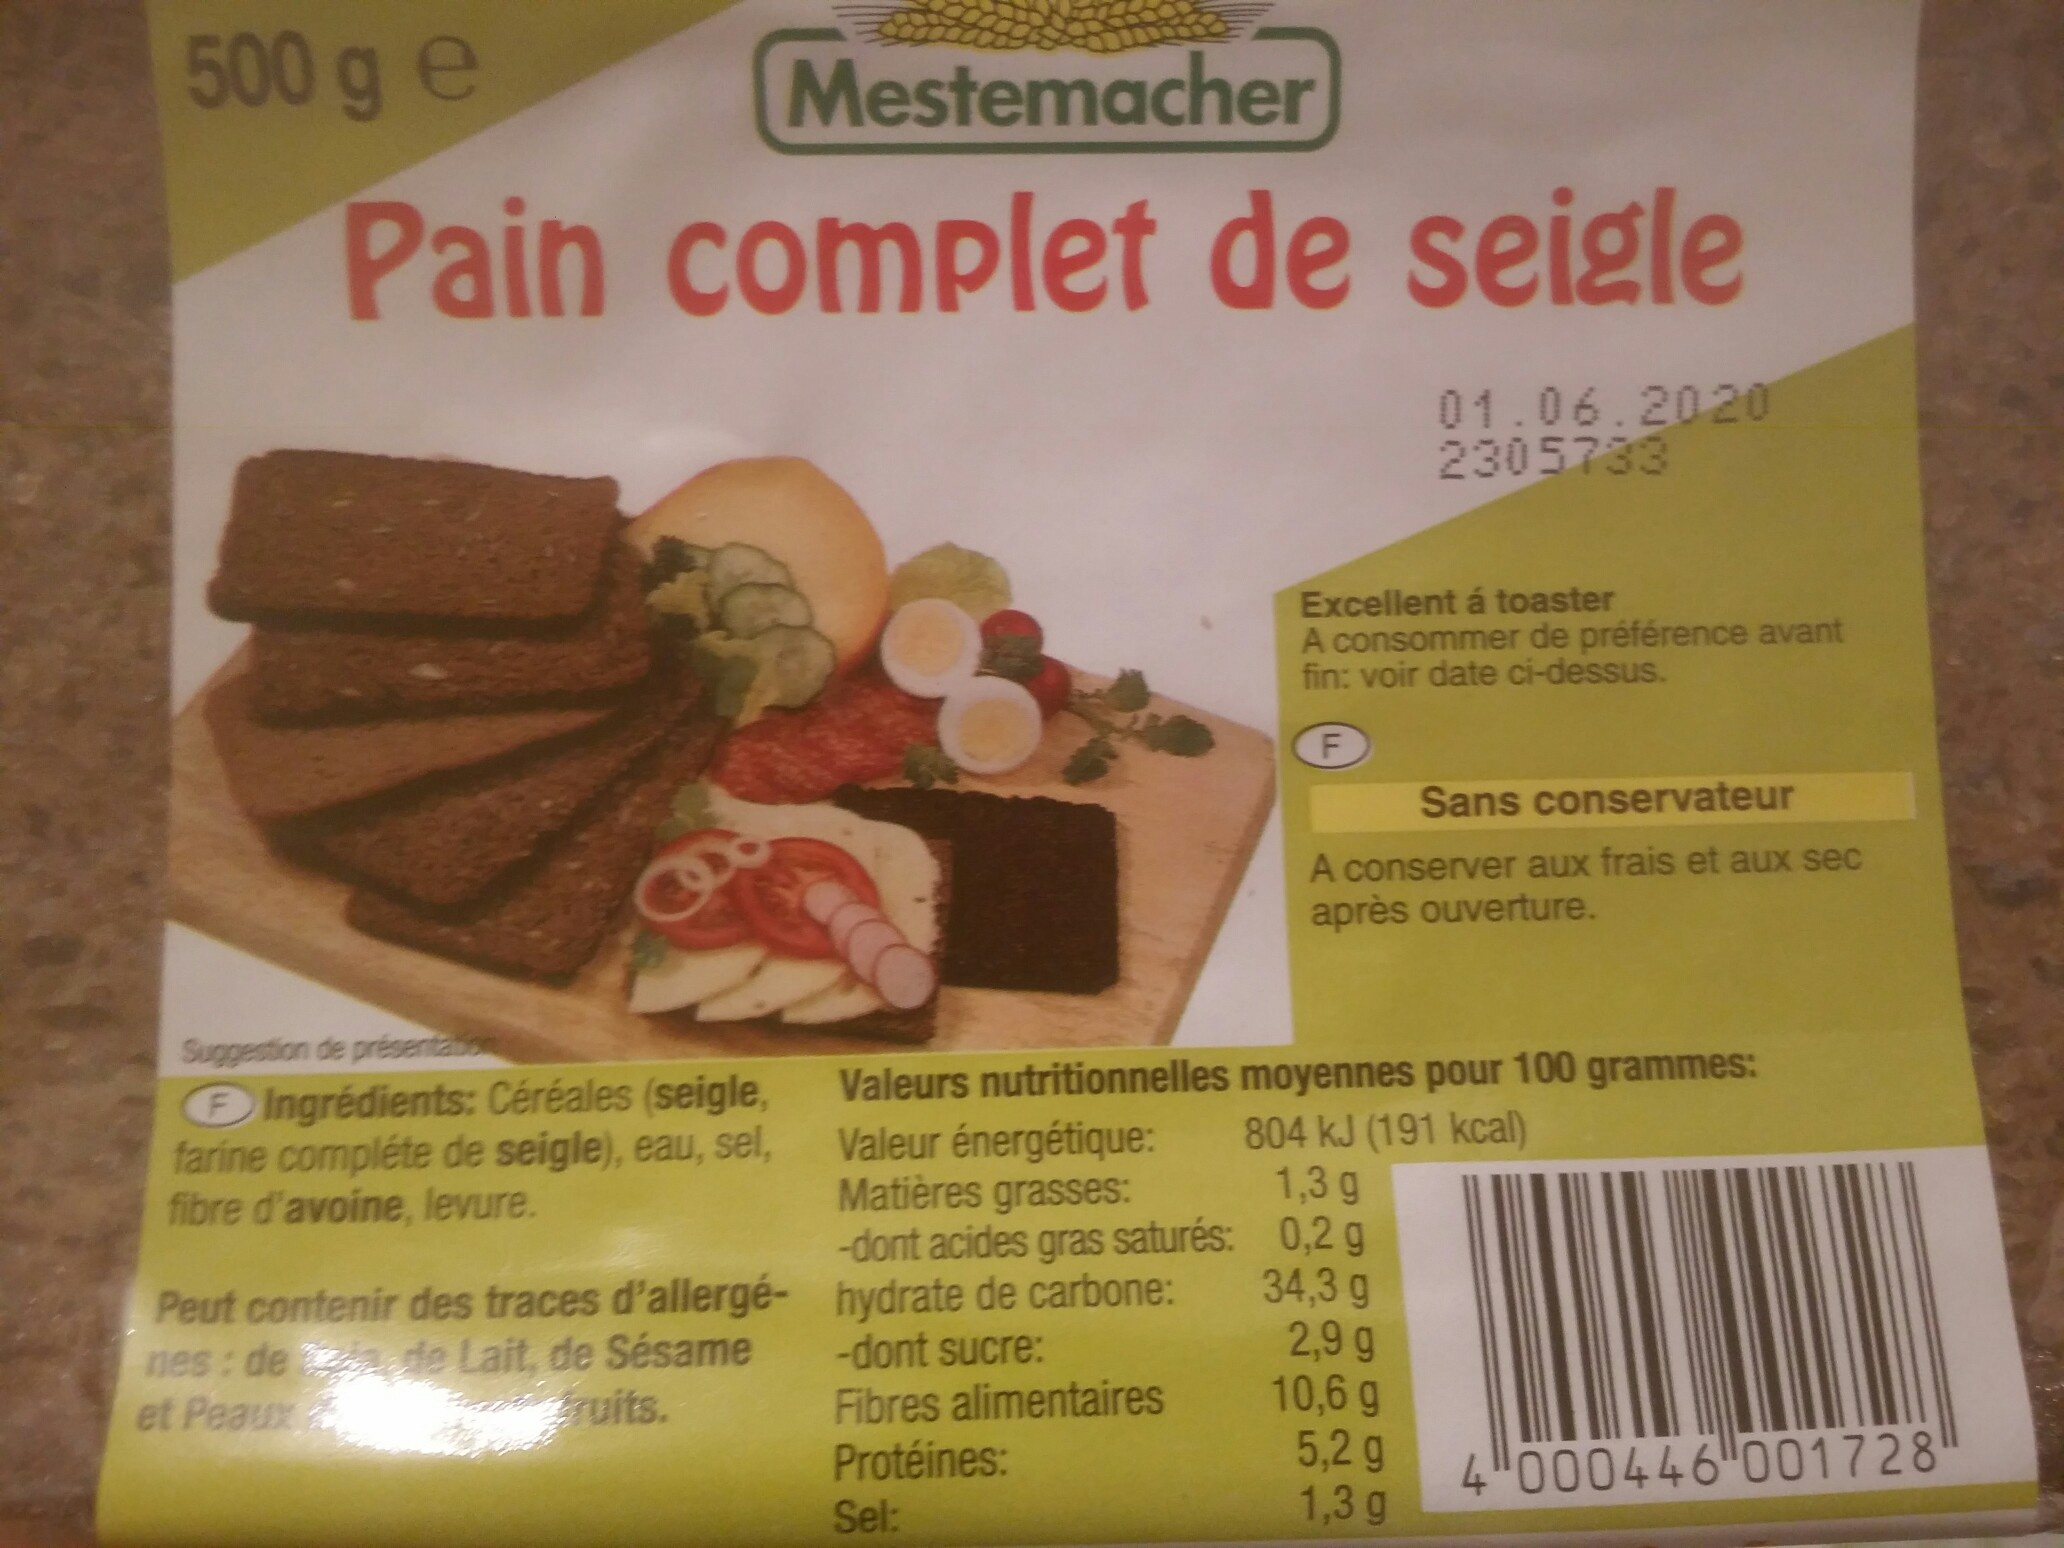 500 g e
Mestemacher
Pain complet de seigle
01.06.2020
2305733
Excellent á toaster
A consommer de préférence avant
fin: voir date ci-dessus.
F
Sans conservateur
A conserver aux frais et aux sec
après ouverture.
Suggestion de présentation
F Ingrédients: Céréales (seigle,
farine compléte de seigle), eau, sel,
fibre d'avoine, levure.
Peut contenir des traces d'allergé-
nes : de de Lait, de Sésame
et Peaux fruits.
Valeurs nutritionnelles moyennes pour 100 grammes:
Valeur énergétique: 804 kJ (191 kcal)
Matières grasses: 1,3 g
-dont acides gras saturés: 0,2 g
hydrate de carbone: 34,3 g
-dont sucre: 2,9 g
Fibres alimentaires 10,6 g
Protéines: 5,2 g
Sel: 1,3 g
4 000446 001728